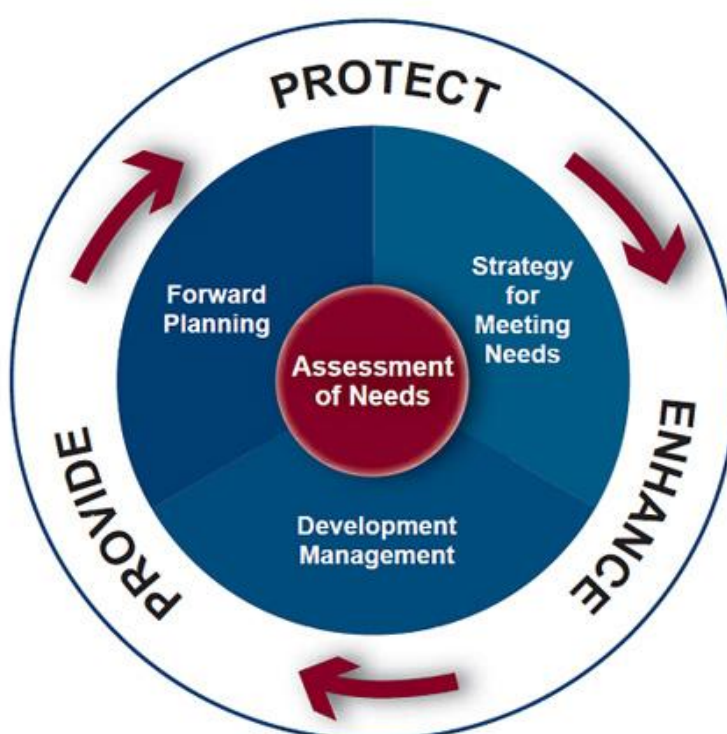 PROTECT
Forward
Planning
Strategy
for
Meeting
Needs
Assessment
of Needs
Development
Management
ENHANCE
PROVIDE